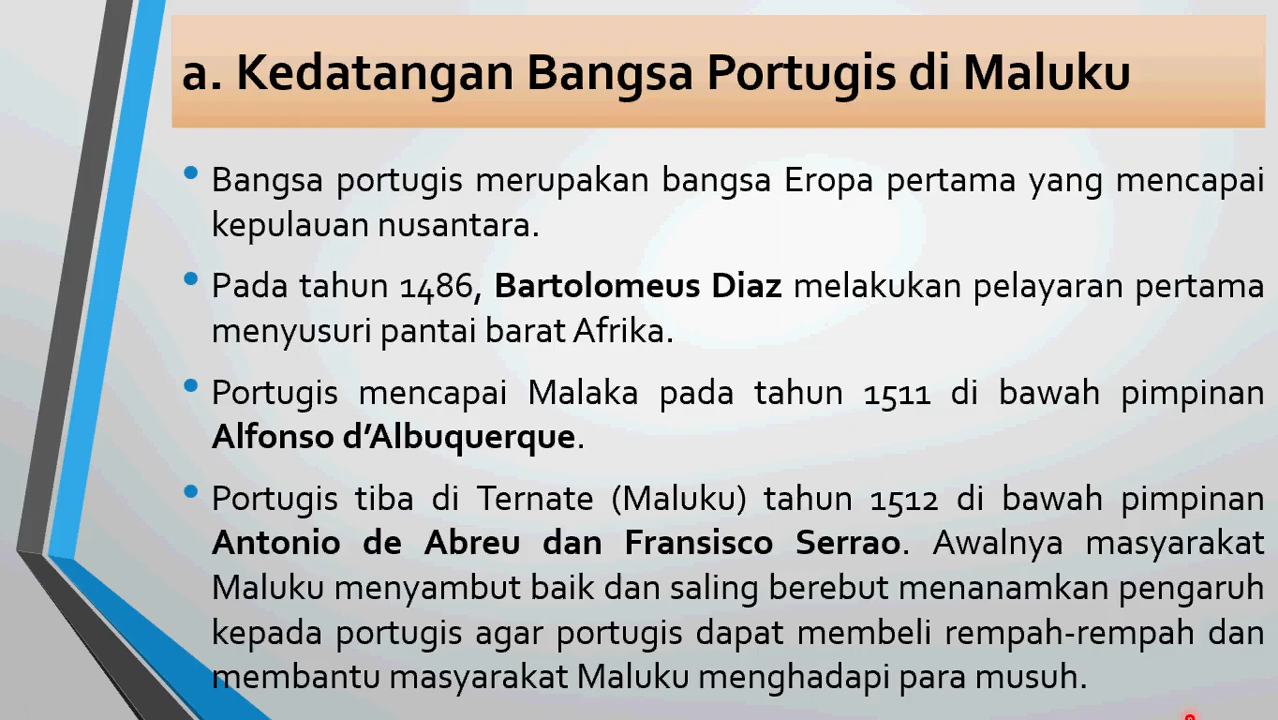 a. Kedatangan Bangsa Portugis di Maluku
• Bangsa portugis merupakan bangsa Eropa pertama yang mencapai
kepulauan nusantara.
• Pada tahun 1486, Bartolomeus Diaz melakukan pelayaran pertama
menyusuri pantai barat Afrika.
• Portugis mencapai Malaka pada tahun 1511 di bawah pimpinan
Alfonso d’Albuquerque.
• Portugis tiba di Ternate (Maluku) tahun 1512 di bawah pimpinan
Antonio de Abreu dan Fransisco Serrao. Awalnya masyarakat
Maluku menyambut baik dan saling berebut menanamkan pengaruh
kepada portugis agar portugis dapat membeli rempah-rempah dan
membantu masyarakat Maluku menghadapi para musuh.